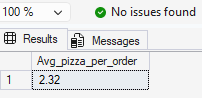 100 % No issues found
Results Messages
Avg_pizza_per_order
1 2.32